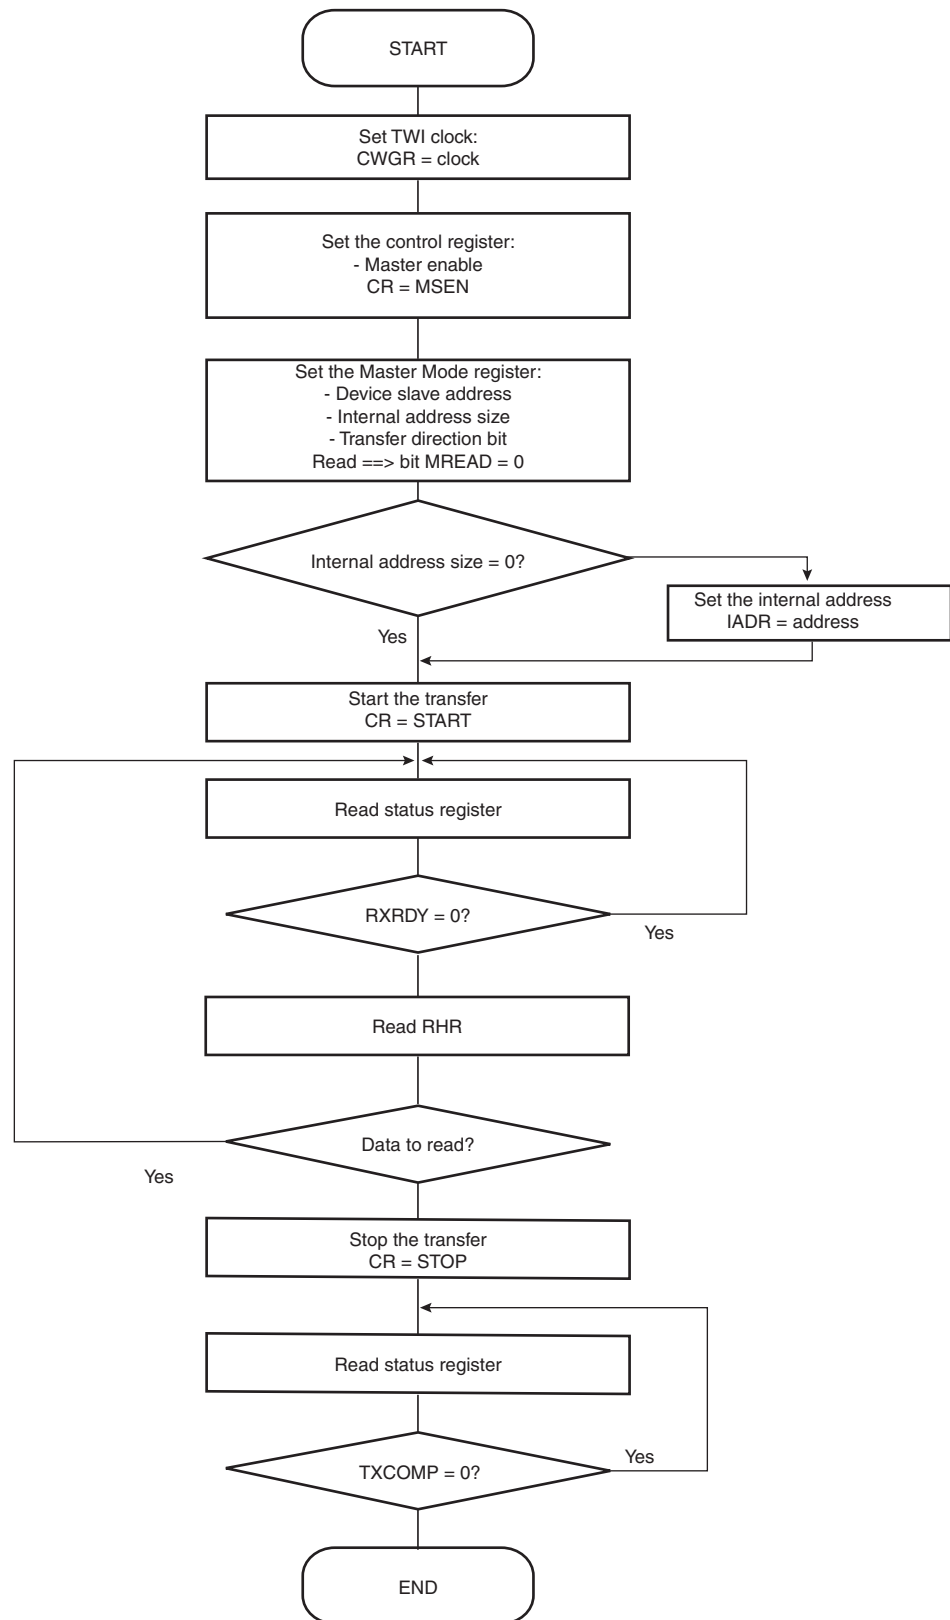 START
Set TWI clock:
CWGR = clock
Set the control register:
- Master enable
CR = MSEN
Set the Master Mode register:
- Device slave address
- Internal address size
- Transfer direction bit
Read ==> bit MREAD = 0
Internal address size = 0?
Set the internal address
IADR = address
Yes
Start the transfer
CR = START
Read status register
RXRDY = 0?
Yes
Read RHR
Data to read?
Yes
Stop the transfer
CR = STOP
Read status register
TXCOMP = 0?
Yes
END